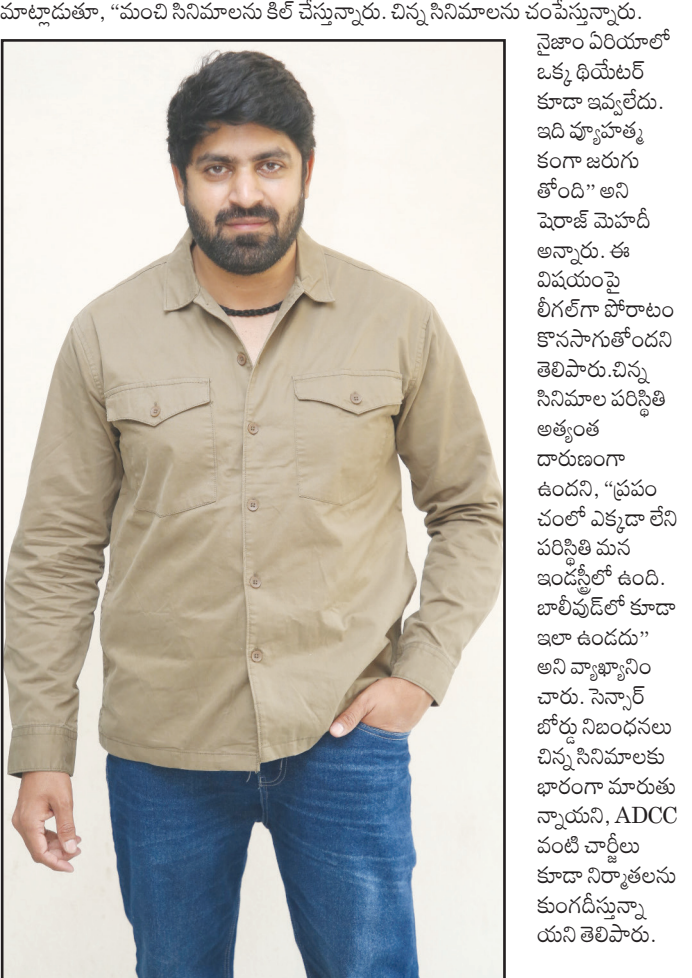 మాట్లాడుతూ, “మంచి సినిమాలను కిల్ చేస్తున్నారు. చిన్న సినిమాలను చంపేస్తున్నారు.
నైజాం ఏరియాలో
ఒక్క థియేటర్
కూడా ఇవ్వలేదు.
ఇది వ్యూహత్మ
కంగా జరుగు
తోంది” అని
షెరాజ్ మెహదీ
అన్నారు. ఈ
విషయంపై
లీగల్‌గా పోరాటం
కొనసాగుతోందని
తెలిపారు.చిన్న
సినిమాల పరిస్థితి
అత్యంత
దారుణంగా
ఉందని, “ప్రపం
చంలో ఎక్కడా లేని
పరిస్థితి మన
ఇండస్ట్రీలో ఉంది.
బాలీవుడ్‌లో కూడా
ఇలా ఉండదు”
అని వ్యాఖ్యానిం
చారు. సెన్సార్
బోర్డు నిబంధనలు
చిన్న సినిమాలకు
భారంగా మారుతు
న్నాయని, ADCC
వంటి చార్జీలు
కూడా నిర్మాతలను
కుంగదీస్తున్నా
యని తెలిపారు.